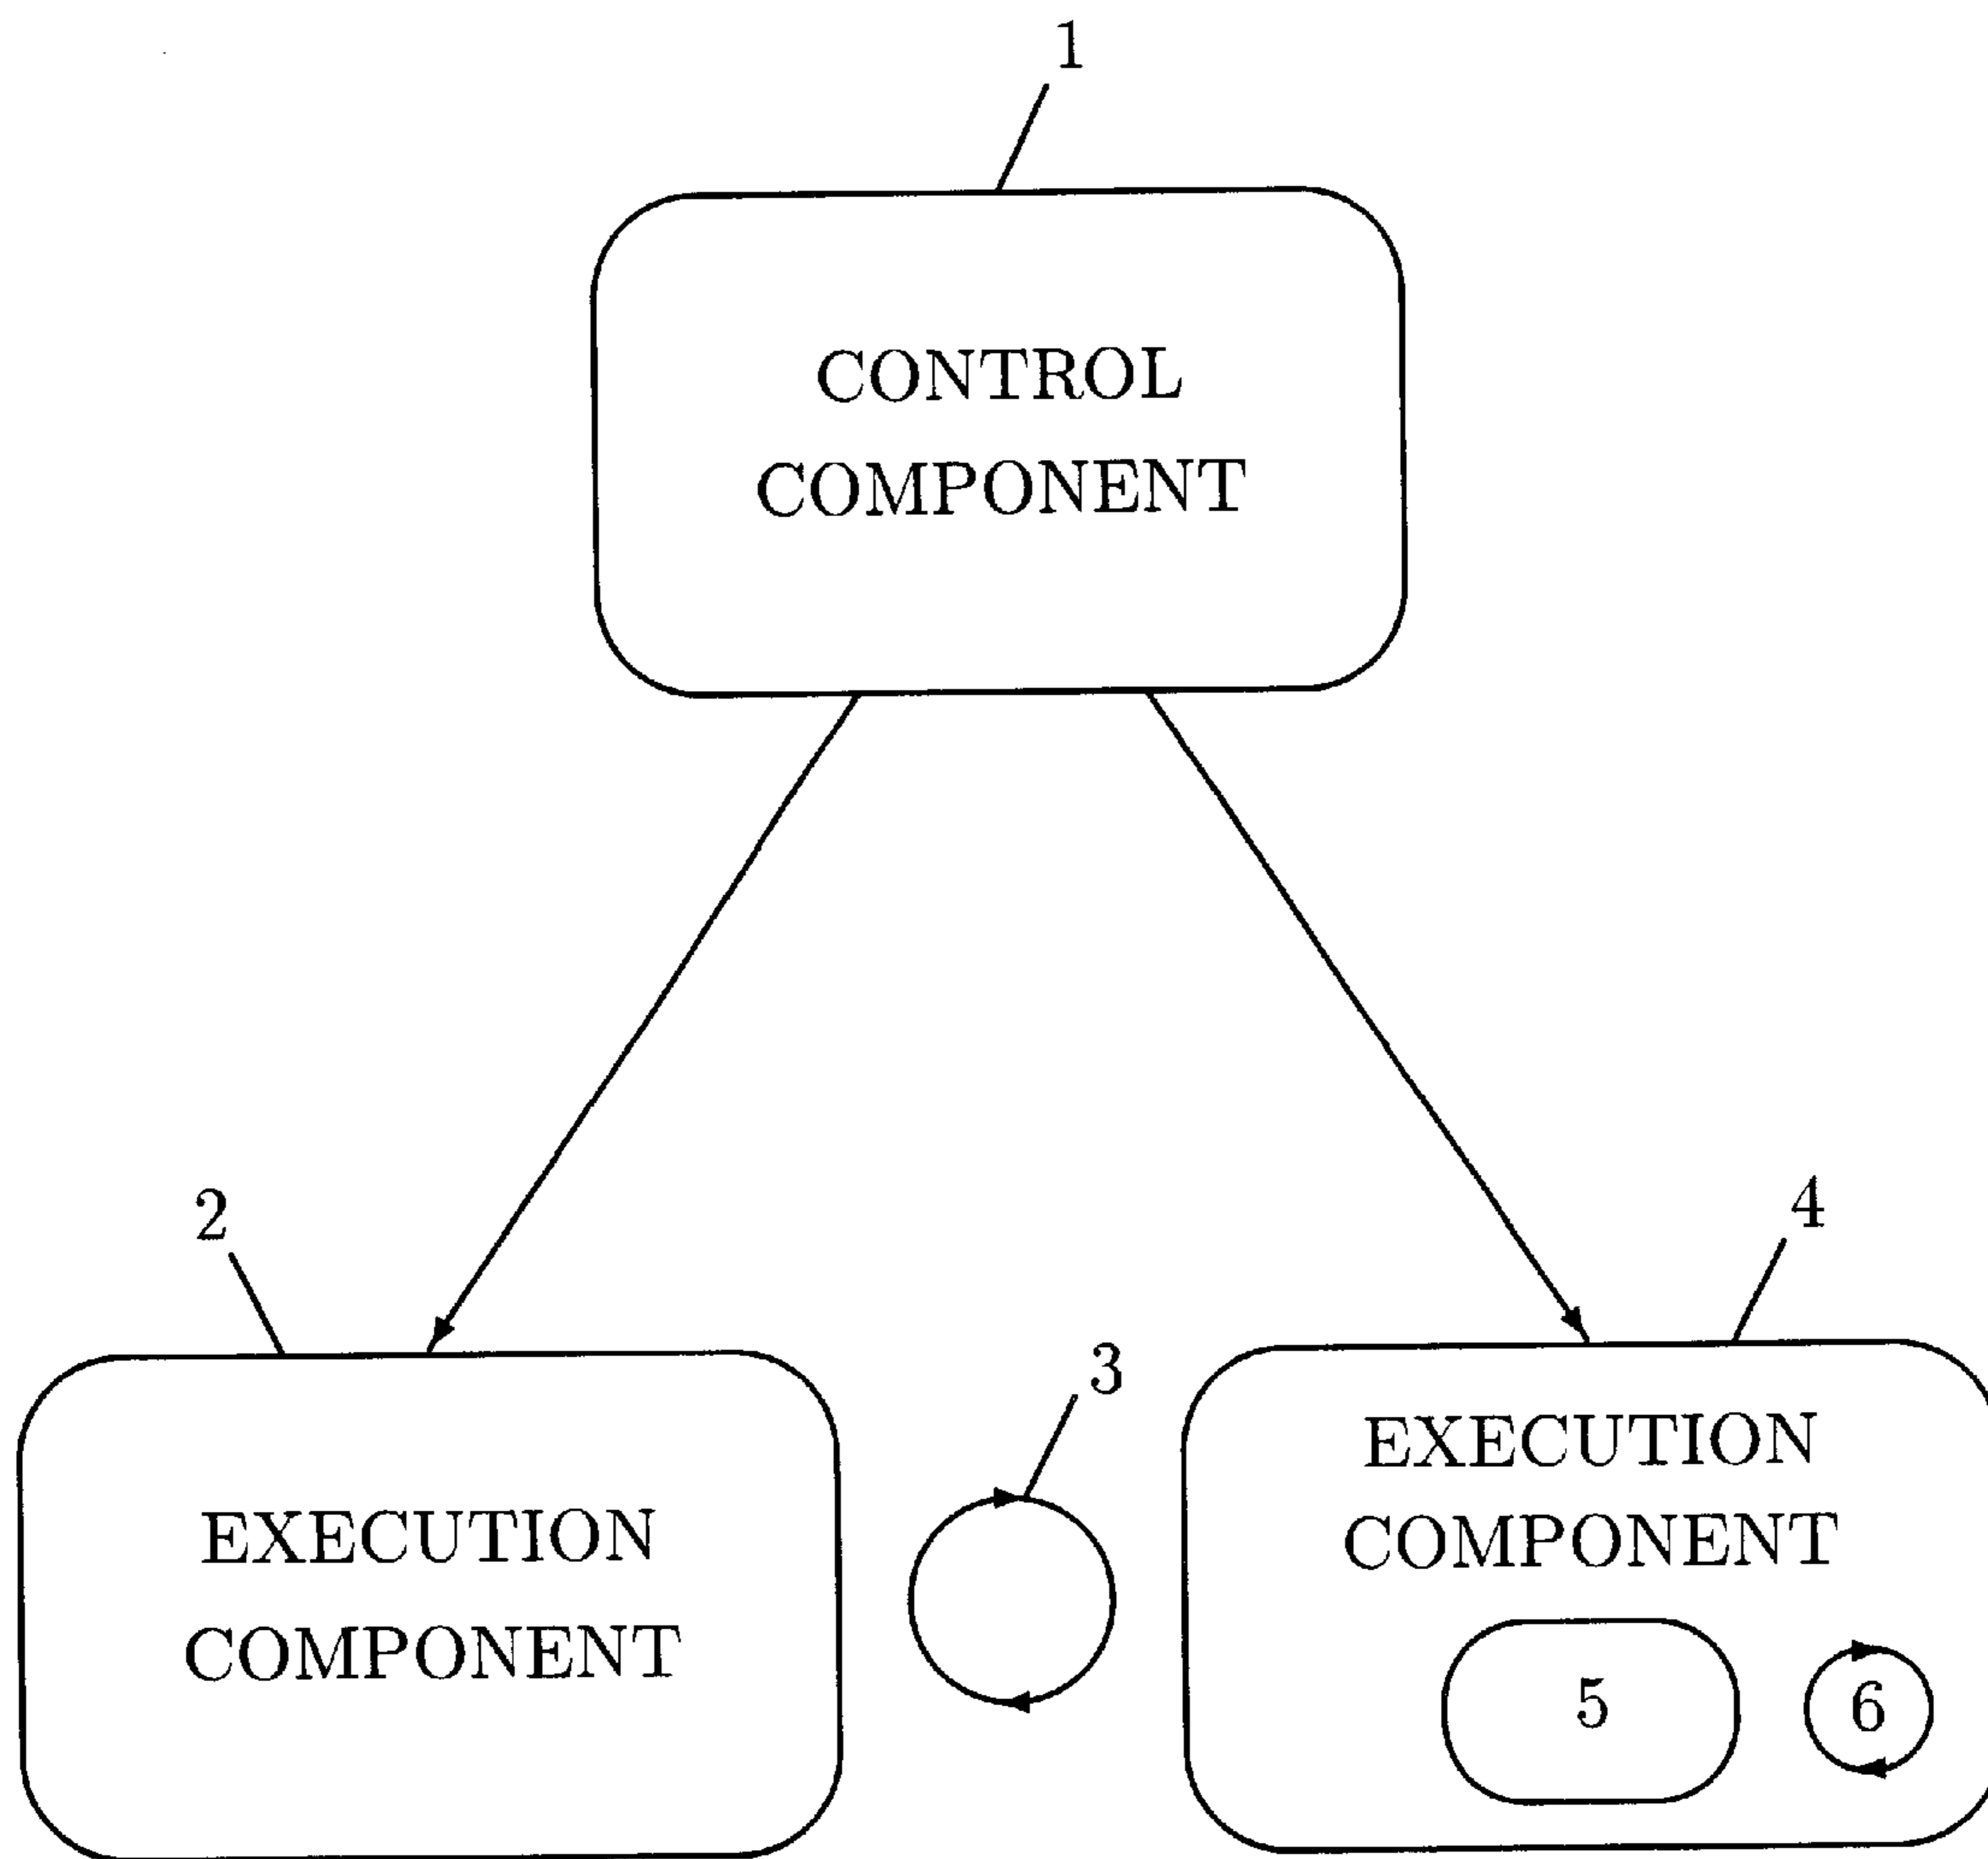 1
CONTROL
COMPONENT
2
4
3
EXECUTION
COMPONENT
EXECUTION
COMPONENT
5
6